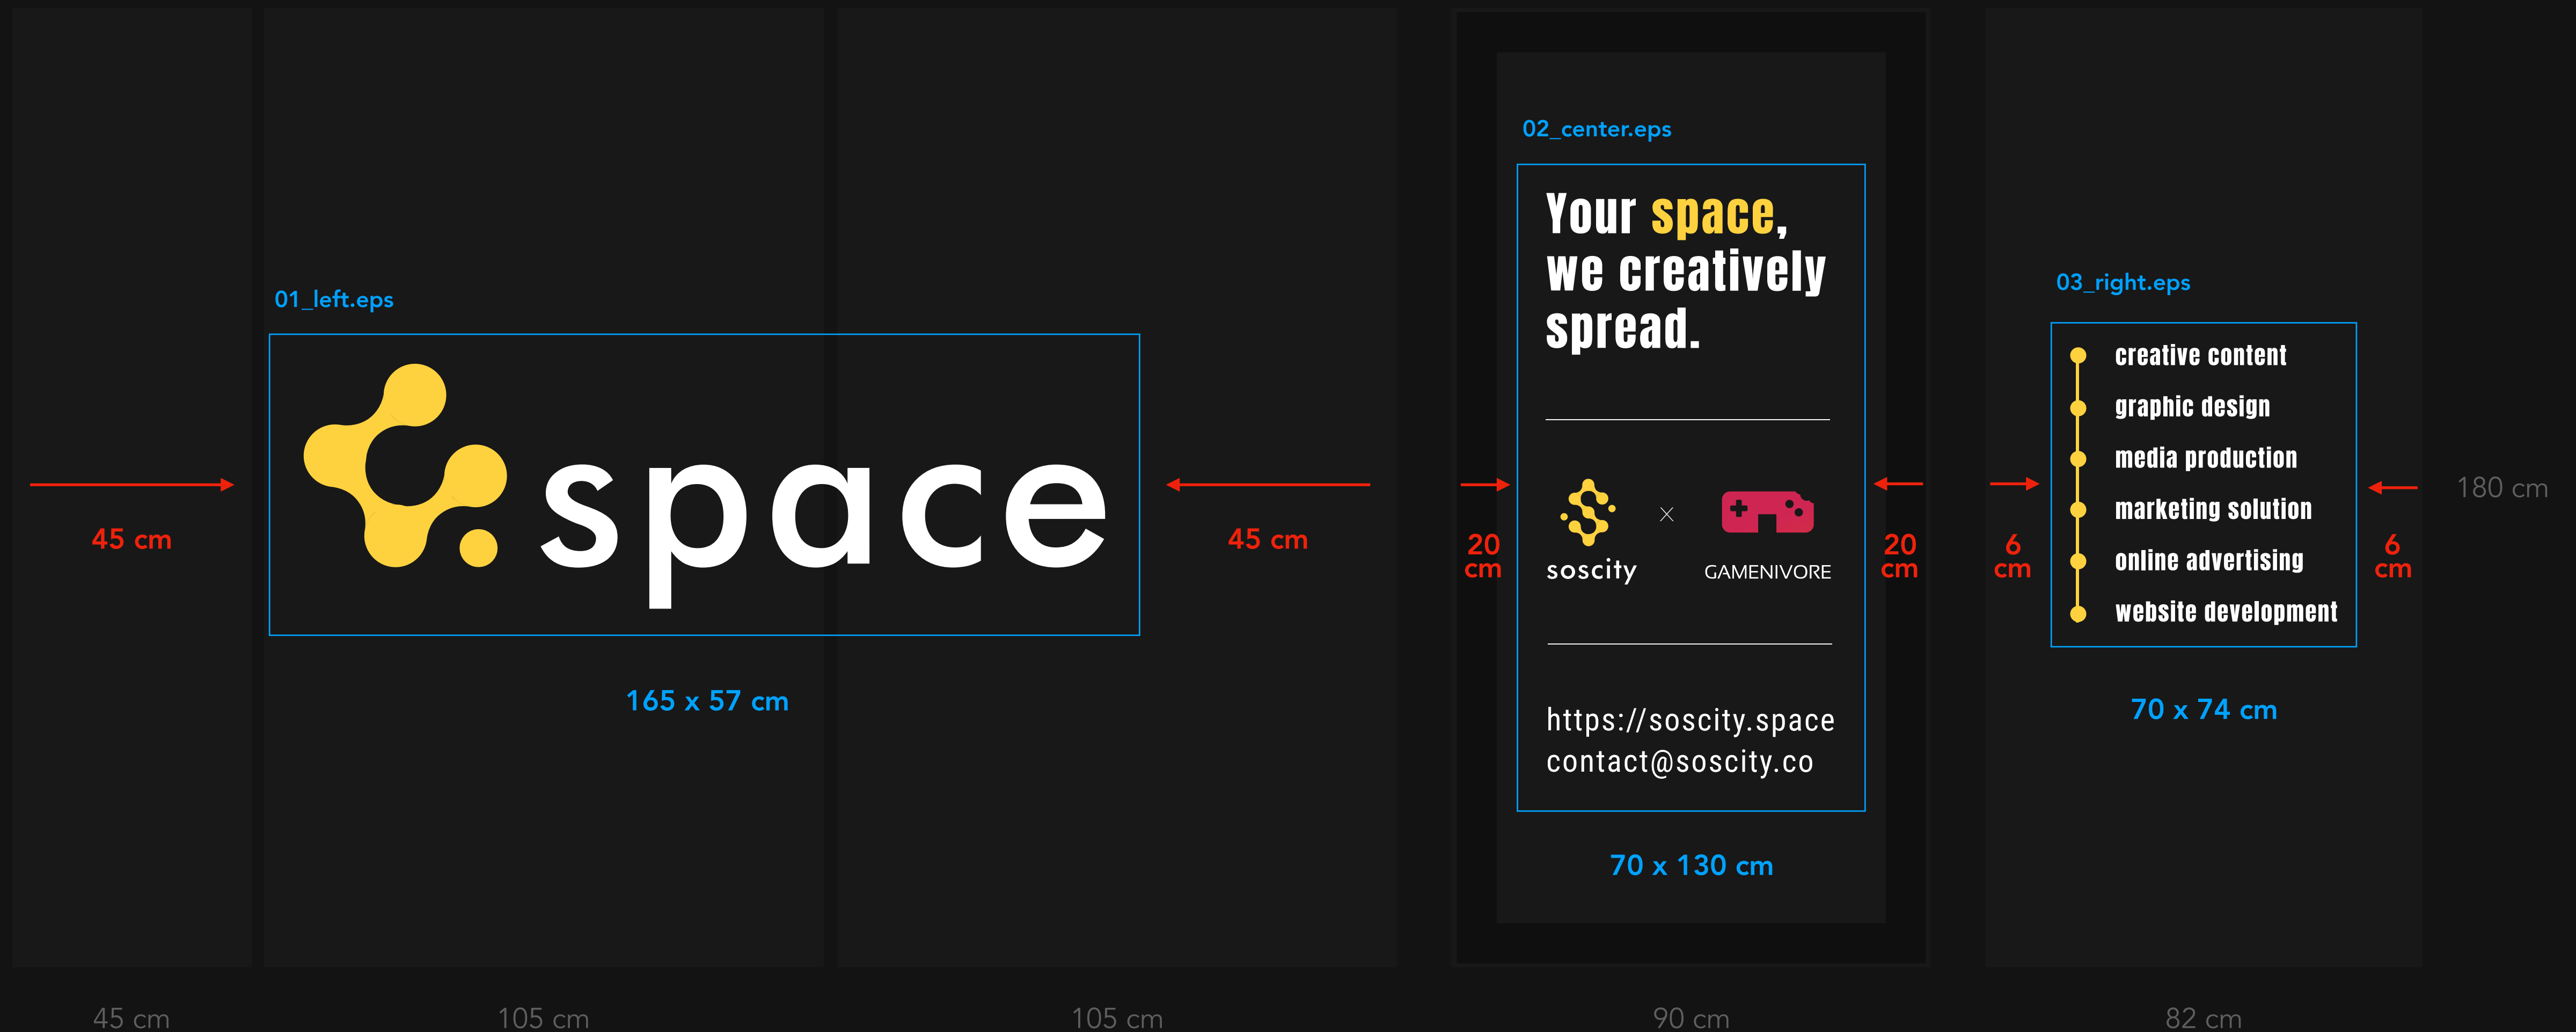 01_left.eps
space
45 cm
45 cm
165 x 57 cm
02_center.eps
Your space,
we creatively
spread.
soscity
GAMENIVORE
20
cm
20
cm
https://soscity.space
contact@soscity.co
70 x 130 cm
03_right.eps
creative content
graphic design
media production
marketing solution
online advertising
website development
6
cm
6
cm
180 cm
70 x 74 cm
45 cm
105 cm
105 cm
90 cm
82 cm